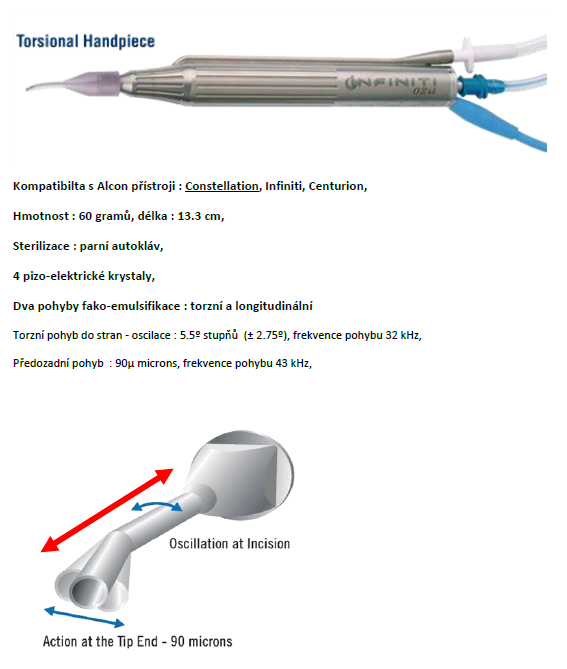 Torsional Handpiece
INFINITI
OZil
Kompatibilta s Alcon přístroji : Constellation, Infiniti, Centurion,
Hmotnost : 60 gramů, délka : 13.3 cm,
Sterilizace : parní autokláv,
4 pizo-elektrické krystaly,
Dva pohyby fako-emulsifikace : torzní a longitudinální
Torzní pohyb do stran - oscilace : 5.5º stupňů (± 2.75º), frekvence pohybu 32 kHz,
Předozadní pohyb : 90µ microns, frekvence pohybu 43 kHz,
Oscillation at Incision
Action at the Tip End - 90 microns